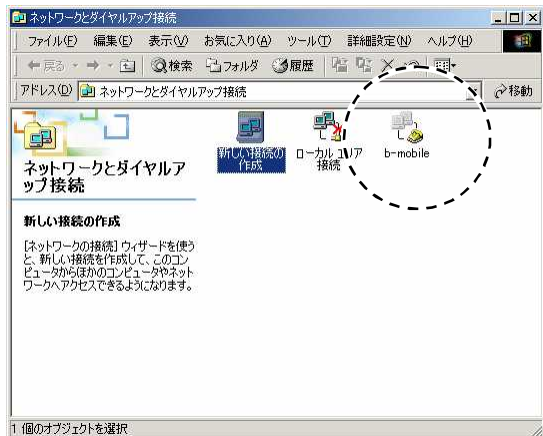 ネットワークとダイヤルアップ接続
ファイル(F) 編集(E) 表示(V) お気に入り(A) ツール(T) 詳細設定(N) ヘルプ(H)
戻る 検索 フォルダ 履歴
アドレス(D) ネットワークとダイヤルアップ接続 移動
ネットワークとダイヤルア
ップ接続
新しい接続の作成
[ネットワークの接続] ウィザードを使う
と、新しい接続を作成して、このコン
ピュータからほかのコンピュータやネット
ワークへアクセスできるようになります。
新しい接続の
作成
ローカル エリア
接続
b-mobile
1 個のオブジェクトを選択